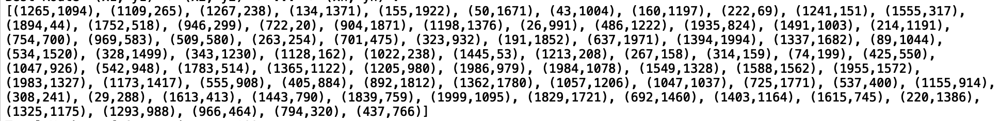 [(1265,1094), (1109,265), (1267,238), (134,1371), (155,1922), (50,1671), (43,1004), (160,1197), (222,69), (1241,151), (1555,317),
(1894,44), (1752,518), (946,299), (722,20), (904,1871), (1198,1376), (26,991), (486,1222), (1935,824), (1491,1003), (214,1191),
(754,700), (969,583), (509,580), (263,254), (701,475), (323,932), (191,1852), (637,1971), (1394,1994), (1337,1682), (89,1044),
(534,1520), (328,1499), (343,1230), (1128,162), (1022,238), (1445,53), (1213,208), (267,158), (314,159), (74,199), (425,550),
(1047,926), (542,948), (1783,514), (1365,1122), (1205,980), (1986,979), (1984,1078), (1549,1328), (1588,1562), (1955,1572),
(1983,1327), (1173,1417), (555,908), (405,884), (892,1812), (1362,1780), (1057,1206), (1047,1037), (725,1771), (537,400), (1155,914),
(308,241), (29,288), (1613,413), (1443,790), (1839,759), (1999,1095), (1829,1721), (692,1460), (1403,1164), (1615,745), (220,1386),
(1325,1175), (1293,988), (966,464), (794,320), (437,766)]